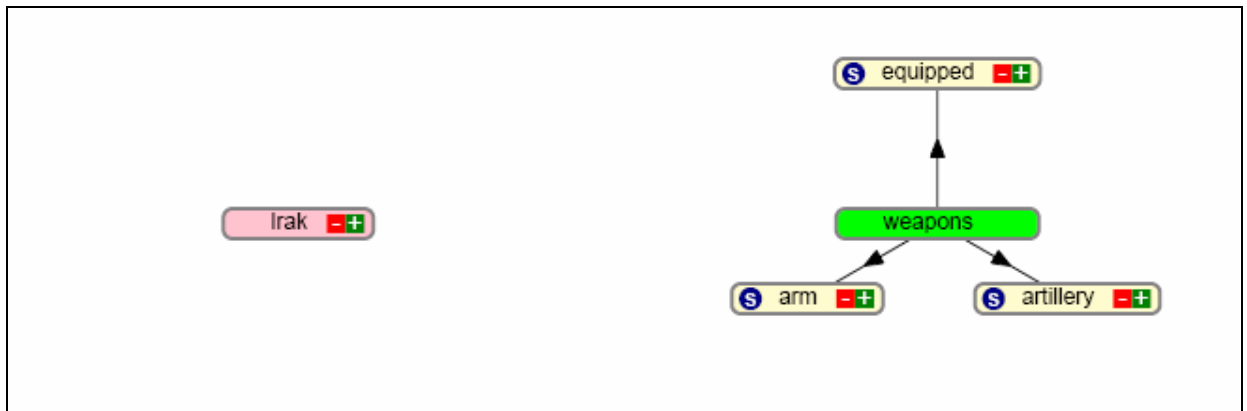 S equipped - +
Irak - +
weapons
S arm - +
S artillery - +